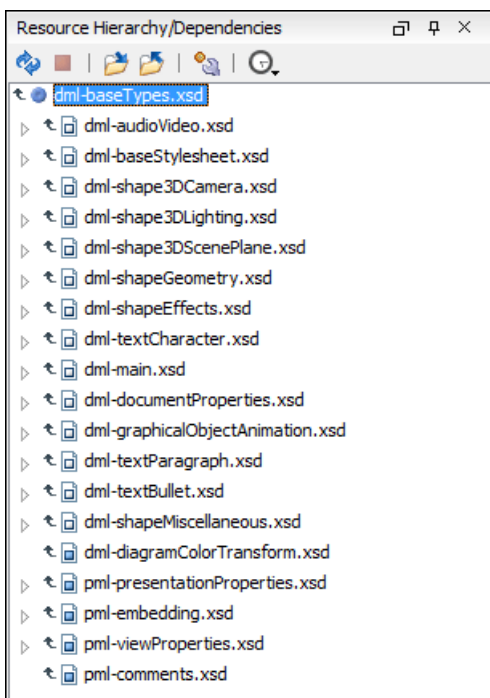 Resource Hierarchy/Dependencies
dml-baseTypes.xsd
dml-audioVideo.xsd
dml-baseStylesheet.xsd
dml-shape3DCamera.xsd
dml-shape3DLighting.xsd
dml-shape3DScenePlane.xsd
dml-shapeGeometry.xsd
dml-shapeEffects.xsd
dml-textCharacter.xsd
dml-main.xsd
dml-documentProperties.xsd
dml-graphicalObjectAnimation.xsd
dml-textParagraph.xsd
dml-textBullet.xsd
dml-shapeMiscellaneous.xsd
dml-diagramColorTransform.xsd
pml-presentationProperties.xsd
pml-embedding.xsd
pml-viewProperties.xsd
pml-comments.xsd